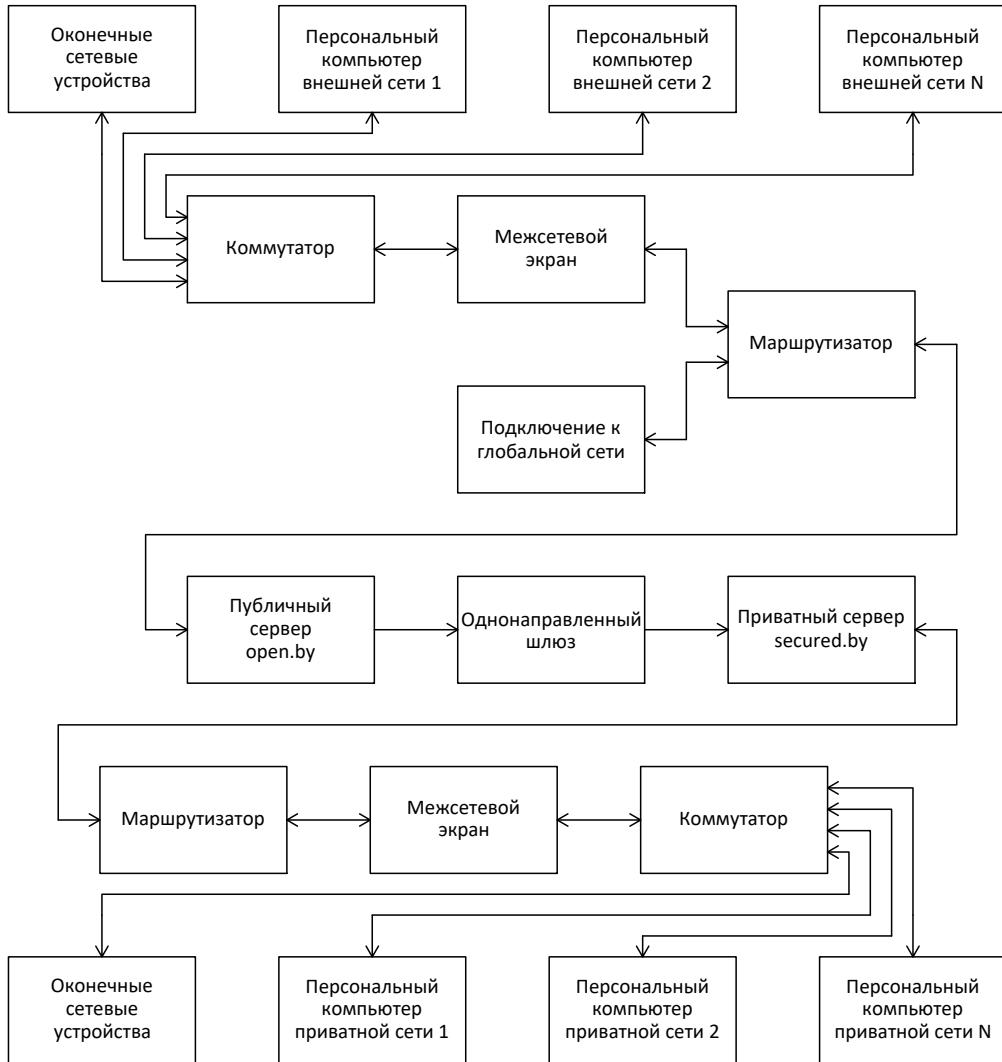 Оконечные
сетевые
устройства
Персональный
компьютер
внешней сети 1
Персональный
компьютер
внешней сети 2
Персональный
компьютер
внешней сети N
Коммутатор
Межсетевой
экран
Маршрутизатор
Подключение к
глобальной сети
Публичный
сервер
open.by
Однонаправленный
шлюз
Приватный сервер
secured.by
Маршрутизатор
Межсетевой
экран
Коммутатор
Оконечные
сетевые
устройства
Персональный
компьютер
приватной сети 1
Персональный
компьютер
приватной сети 2
Персональный
компьютер
приватной сети N